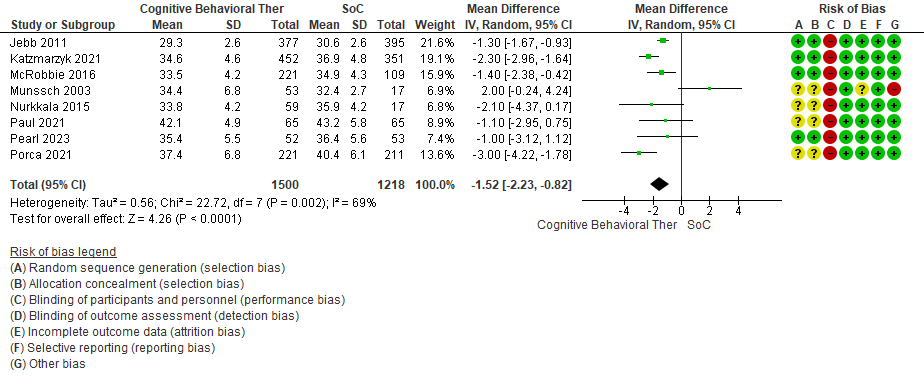 Cognitive Behavioral Ther SoC Mean Difference Mean Difference Risk of Bias
Study or Subgroup Mean SD Total Mean SD Total Weight IV, Random, 95% CI IV, Random, 95% CI A B C D E F G
Jebb 2011 29.3 2.6 377 30.6 2.6 395 21.6% -1.30 [-1.67, -0.93] + + − + + + +
Katzmarzyk 2021 34.6 4.6 452 36.9 4.8 351 19.1% -2.30 [-2.96, -1.64] + + − + + + +
McRobbie 2016 33.5 4.2 221 34.9 4.3 109 15.9% -1.40 [-2.38, -0.42] + + − + + + +
Munssch 2003 34.4 6.8 53 32.4 2.7 17 7.0% 2.00 [-0.24, 4.24] ? ? − + ? + −
Nurkkala 2015 33.8 4.2 59 35.9 4.2 17 6.9% -2.10 [-4.37, 0.17] ? ? − + + + +
Paul 2021 42.1 4.9 65 43.2 5.8 65 8.5% -1.10 [-2.95, 0.75] ? ? − + + + +
Pearl 2023 35.4 5.5 52 36.4 5.6 53 7.4% -1.00 [-3.12, 1.12] + + − + + + +
Porca 2021 37.4 6.8 221 40.4 6.1 211 13.6% -3.00 [-4.22, -1.78] ? ? − + + + +
Total (95% CI) 1500 1218 100.0% -1.52 [-2.23, -0.82]
Heterogeneity: Tau² = 0.56; Chi² = 22.72, df = 7 (P = 0.002); I² = 69%
Test for overall effect: Z = 4.26 (P < 0.0001)
-4 -2 0 2 4
Cognitive Behavioral Ther SoC
Risk of bias legend
(A) Random sequence generation (selection bias)
(B) Allocation concealment (selection bias)
(C) Blinding of participants and personnel (performance bias)
(D) Blinding of outcome assessment (detection bias)
(E) Incomplete outcome data (attrition bias)
(F) Selective reporting (reporting bias)
(G) Other bias